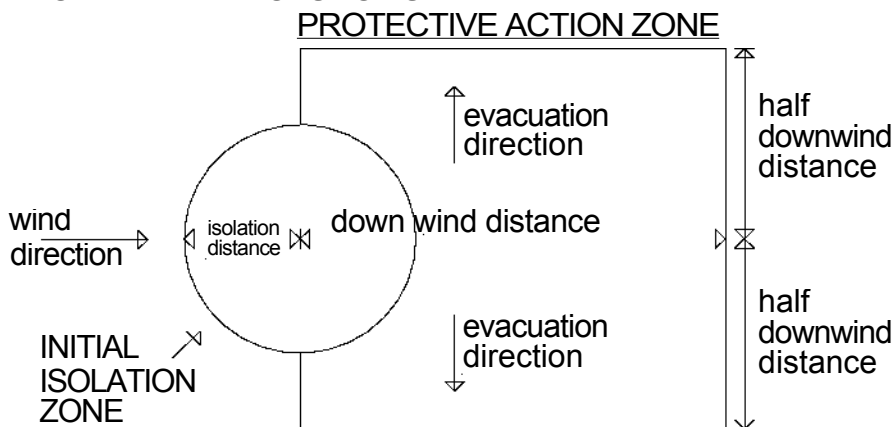 PROTECTIVE ACTION ZONE
evacuation
direction
half
downwind
distance
wind
direction
isolation
distance
down wind distance
evacuation
direction
half
downwind
distance
INITIAL
ISOLATION
ZONE